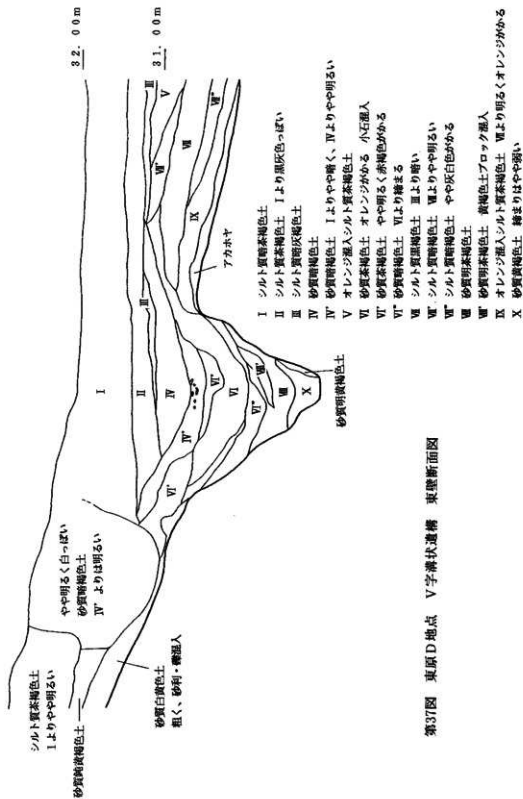 32. 00m
31. 00m
シルト質茶褐色土
Iよりやや明るい
砂質鈍黄褐色土
やや明るく白っぽい
砂質暗褐色土
IV'よりは明るい
砂質白黄色土
粗く、砂利・礫混入
I
II
III
III
IV
IV'
V
VI
VI'
VI'
VI"
VII
IX
X
アカホヤ
砂質明黄褐色土
I シルト質暗茶褐色土
II シルト質茶褐色土 Iより黒灰色っぽい
III シルト質暗灰褐色土
IV 砂質暗褐色土
IV' 砂質暗褐色土 Iよりやや暗く、IVよりやや明るい
V オレンジ混入シルト質茶褐色土
VI 砂質茶褐色土 オレンジがかる 小石混入
VI' 砂質茶褐色土 やや明るく赤褐色がかる
VI" 砂質暗褐色土 VIより締まる
VII シルト質黒褐色土 IIIより暗い
VII' シルト質暗褐色土 VIIよりやや明るい
VII" シルト質暗褐色土 やや灰白色がかる
VIII 砂質明茶褐色土
VIII' 砂質明茶褐色土 黄褐色土ブロック混入
IX オレンジ混入シルト質茶褐色土 VIIより明るくオレンジがかる
X 砂質黄褐色土 締まりはやや弱い
第37図 東原D地点 V字溝状遺構 東壁断面図